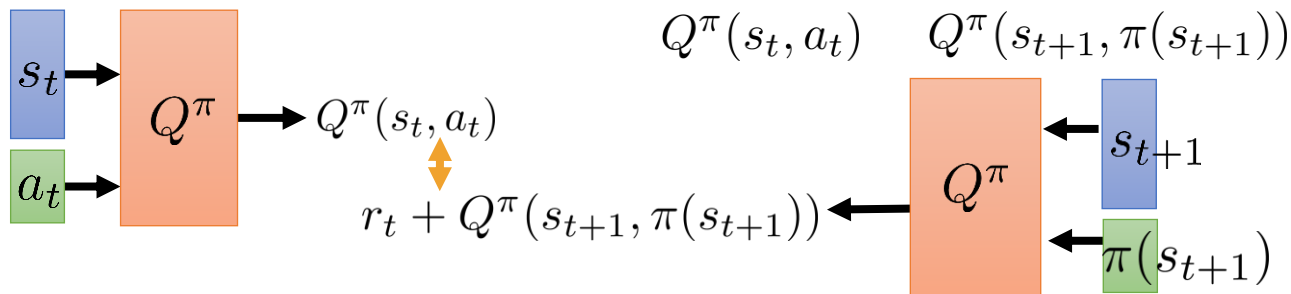 s_t
a_t
Q^π
Q^π(s_t, a_t)
r_t + Q^π(s_{t+1}, π(s_{t+1}))
Q^π(s_t, a_t)
Q^π(s_{t+1}, π(s_{t+1}))
Q^π
s_{t+1}
π(s_{t+1})